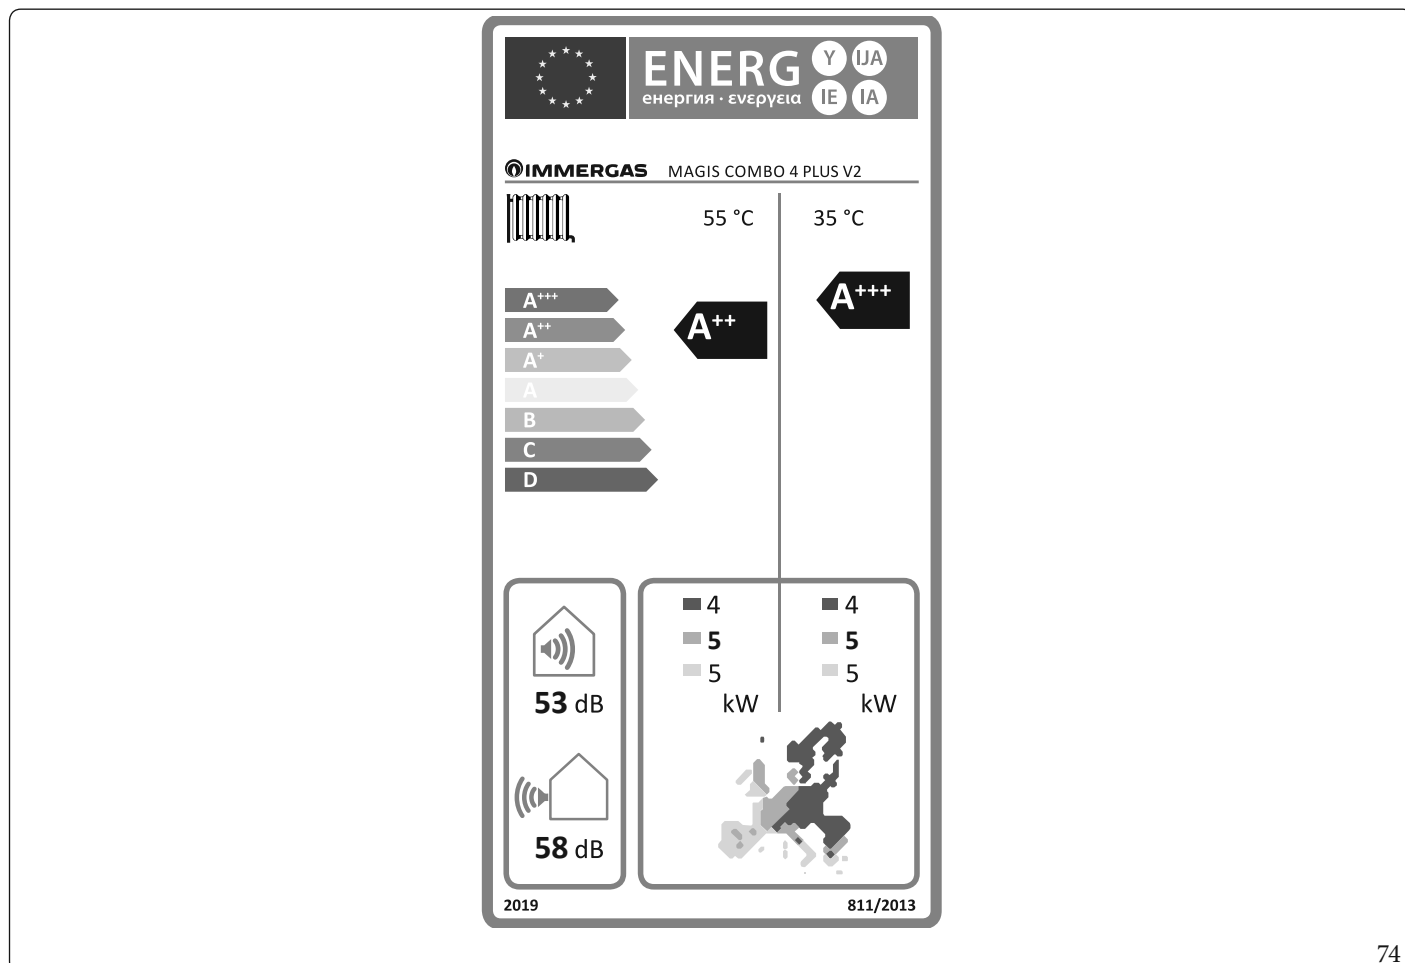 ENERG Y IJA
енергия · ενεργεια IE IA
IMMERGAS MAGIS COMBO 4 PLUS V2
55 °C 35 °C
A+++
A++
A+
A
B
C
D
A++
A+++
53 dB
58 dB
4 4
5 5
5 5
kW kW
2019 811/2013
74